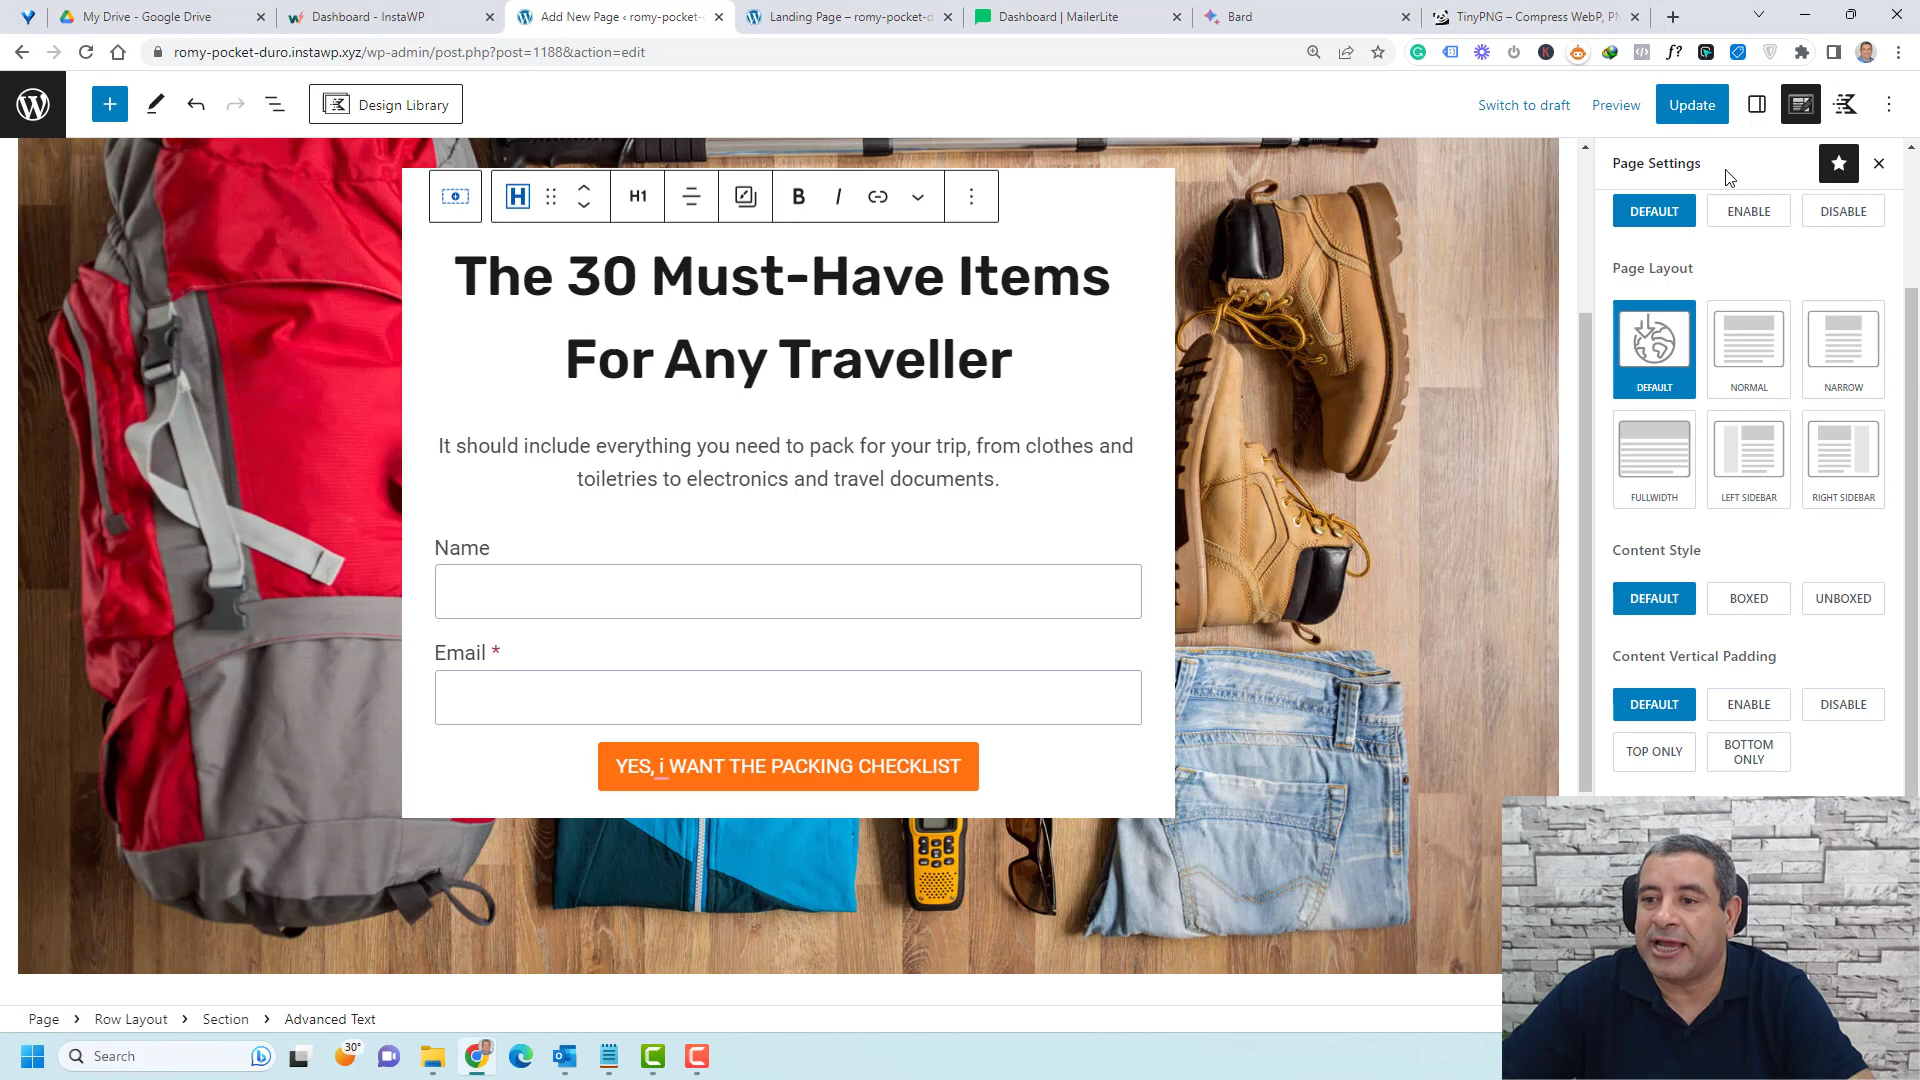 My Drive - Google Drive
Dashboard - InstaWP
Add New Page ‹ romy-pocket-
Landing Page – romy-pocket-d
Dashboard | MailerLite
Bard
TinyPNG – Compress WebP, PN
romy-pocket-duro.instawp.xyz/wp-admin/post.php?post=1188&action=edit
Design Library
Switch to draft
Preview
Update
H1
B
I
Page Settings
DEFAULT
ENABLE
DISABLE
Page Layout
DEFAULT
NORMAL
NARROW
FULLWIDTH
LEFT SIDEBAR
RIGHT SIDEBAR
Content Style
DEFAULT
BOXED
UNBOXED
Content Vertical Padding
DEFAULT
ENABLE
DISABLE
TOP ONLY
BOTTOM
ONLY
The 30 Must-Have Items
For Any Traveller
It should include everything you need to pack for your trip, from clothes and
toiletries to electronics and travel documents.
Name
Email *
YES, i WANT THE PACKING CHECKLIST
Page
Row Layout
Section
Advanced Text
Search
30°